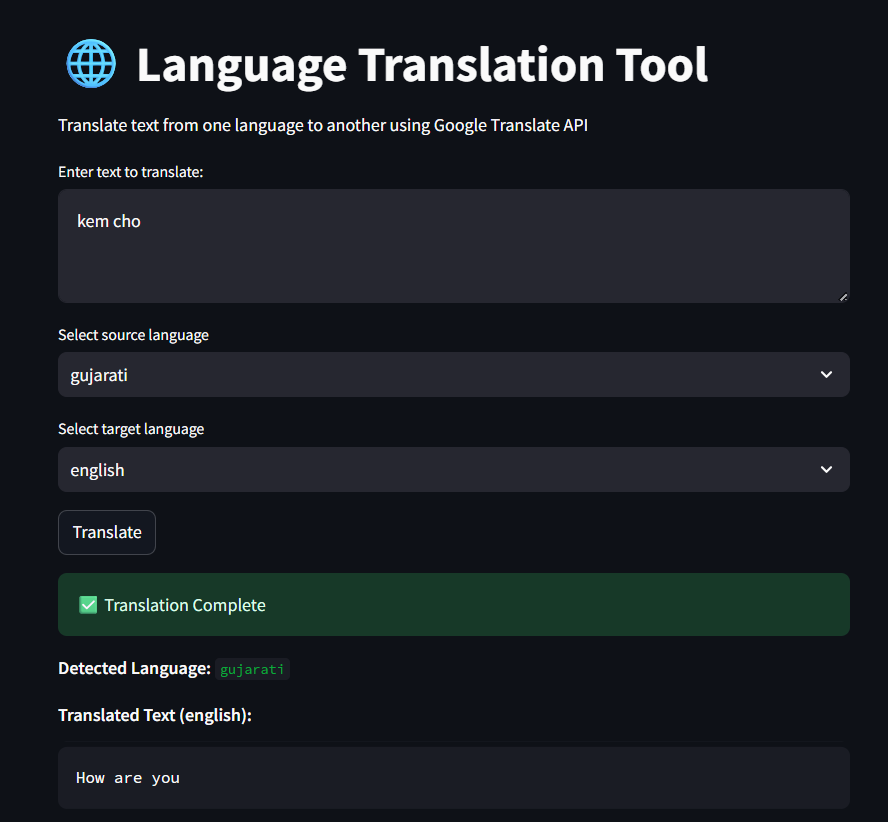 Language Translation Tool
Translate text from one language to another using Google Translate API
Enter text to translate:
kem cho
Select source language
gujarati
Select target language
english
Translate
Translation Complete
Detected Language: gujarati
Translated Text (english):
How are you